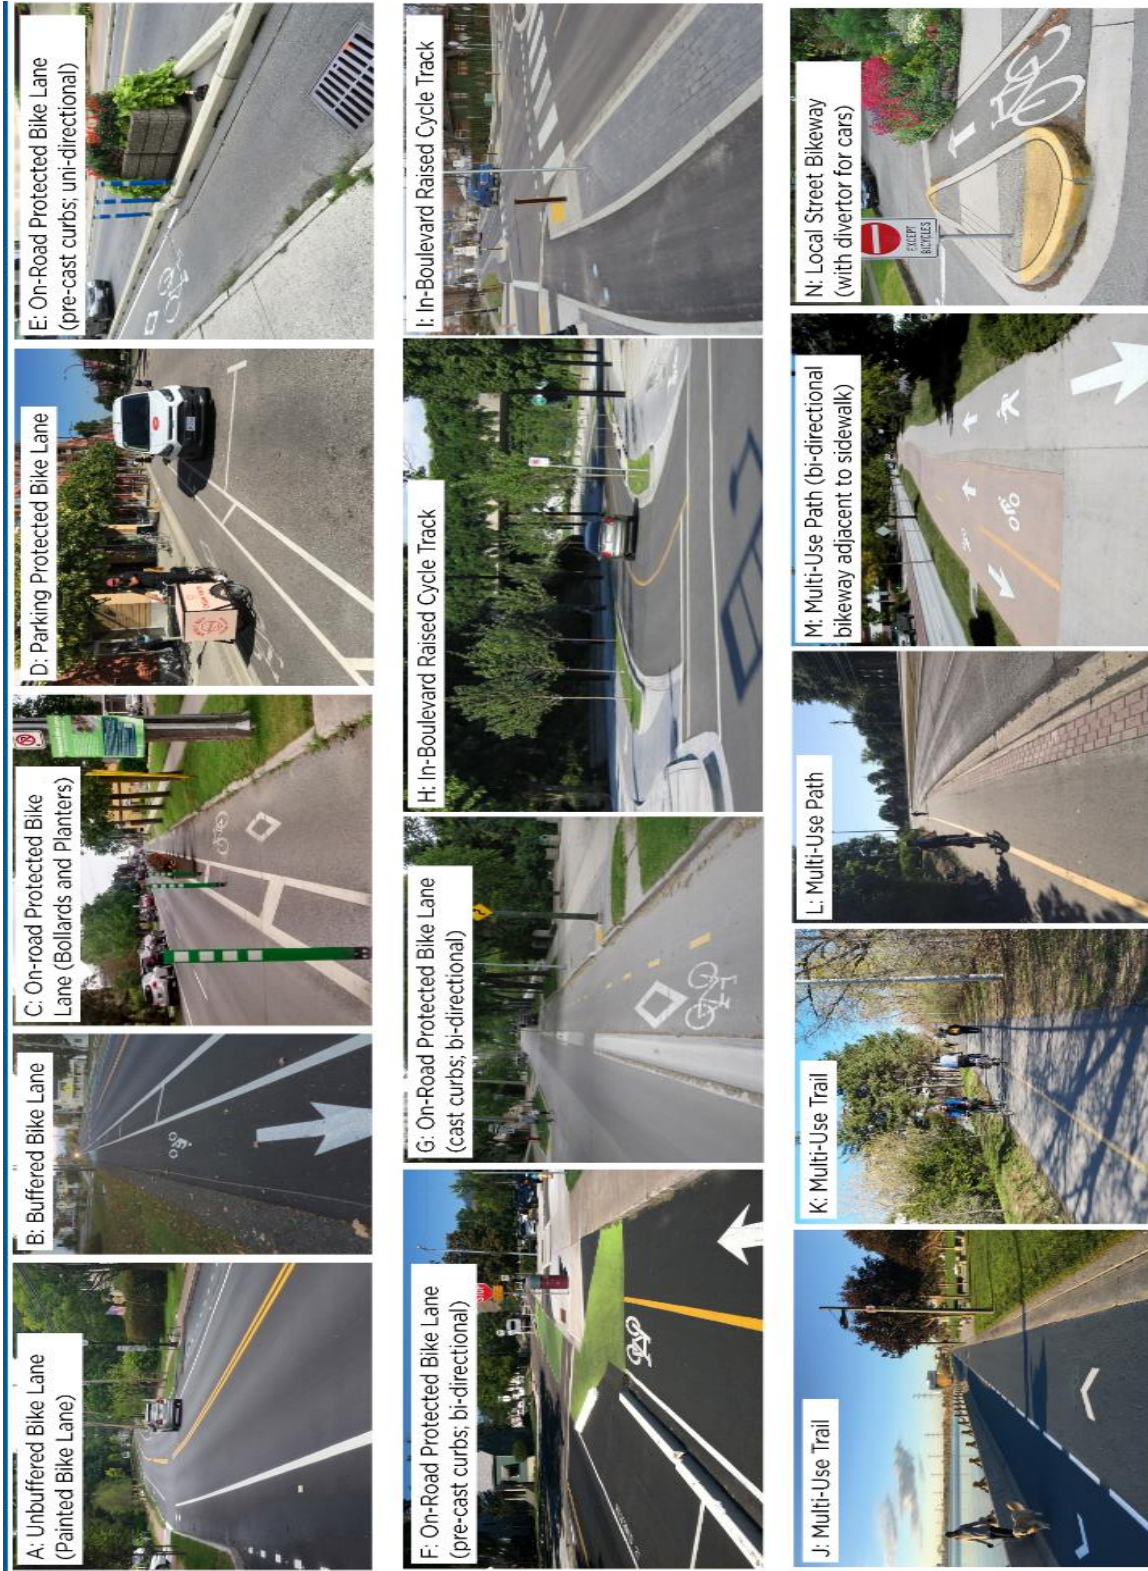 A: Unbuffered Bike Lane
(Painted Bike Lane)
B: Buffered Bike Lane
C: On-road Protected Bike
Lane (Bollards and Planters)
D: Parking Protected Bike Lane
E: On-Road Protected Bike Lane
(pre-cast curbs; uni-directional)
F: On-Road Protected Bike Lane
(pre-cast curbs; bi-directional)
STOP
G: On-Road Protected Bike Lane
(cast curbs; bi-directional)
H: In-Boulevard Raised Cycle Track
I: In-Boulevard Raised Cycle Track
J: Multi-Use Trail
K: Multi-Use Trail
L: Multi-Use Path
M: Multi-Use Path (bi-directional
bikeway adjacent to sidewalk)
N: Local Street Bikeway
(with divertor for cars)
EXCEPT
BICYCLES